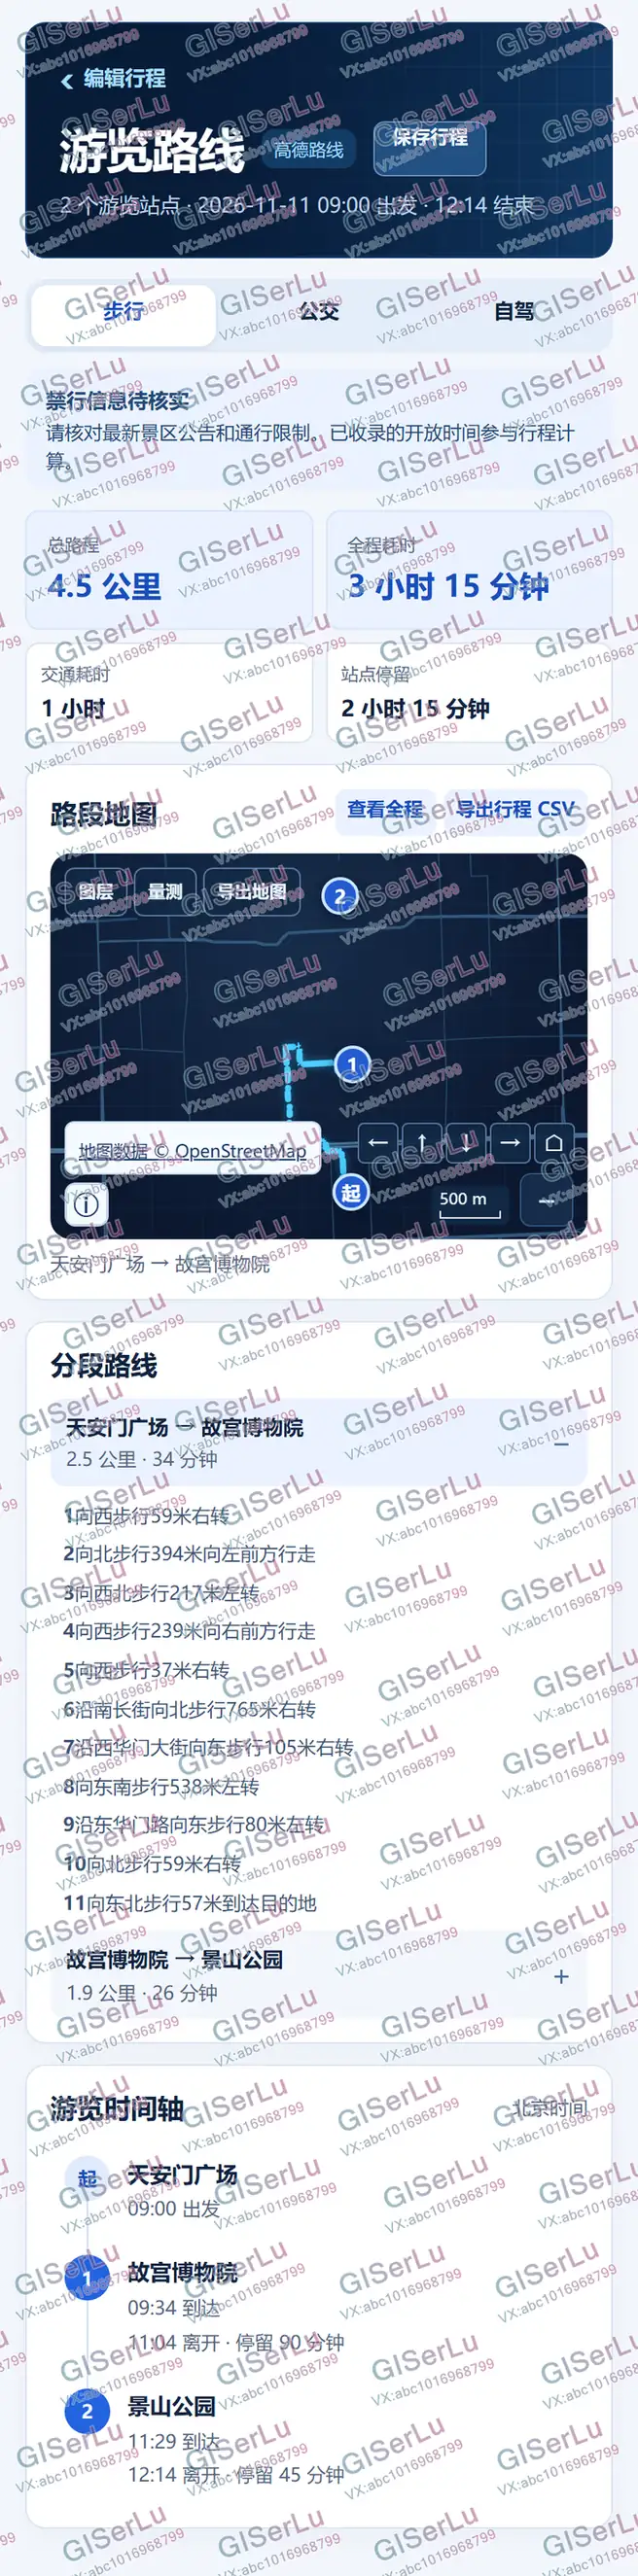 编辑行程
游览路线 高德路线 保存行程
2 个游览站点 · 2026-11-11 09:00 出发 · 12:14 结束
步行 公交 自驾
禁行信息待核实
请核对最新景区公告和通行限制。已收录的开放时间参与行程计
算。
总路程 全程耗时
4.5 公里 3 小时 15 分钟
交通耗时 站点停留
1 小时 2 小时 15 分钟
路段地图 查看全程 导出行程 CSV
图层 量测 导出地图 2
1
地图数据 © OpenStreetMap ← ↑ ↓ →
起 500 m
天安门广场 → 故宫博物院
分段路线
天安门广场 → 故宫博物院
2.5 公里 · 34 分钟
1向西步行59米右转
2向北步行394米向左前方行走
3向西北步行217米左转
4向西步行239米向右前方行走
5向西步行37米右转
6沿南长街向北步行765米右转
7沿西华门大街向东步行105米右转
8向东南步行538米左转
9沿东华门路向东步行80米左转
10向北步行59米右转
11向东北步行57米到达目的地
故宫博物院 → 景山公园
1.9 公里 · 26 分钟
游览时间轴 北京时间
起 天安门广场
09:00 出发
1 故宫博物院
09:34 到达
11:04 离开 · 停留 90 分钟
2 景山公园
11:29 到达
12:14 离开 · 停留 45 分钟
GISerLu
VX:abc1016968799